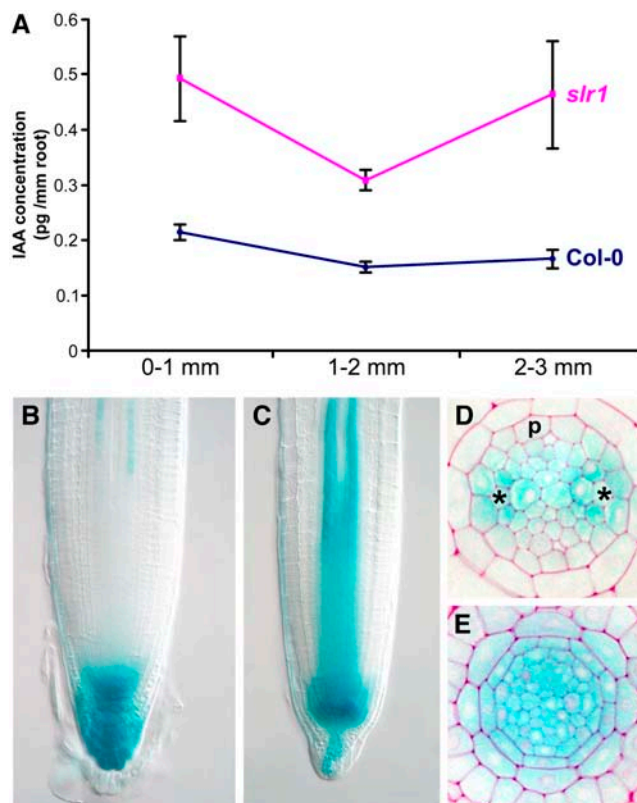 A
IAA concentration
(pg /mm root)
0.6
0.5
0.4
0.3
0.2
0.1
0
slr1
Col-0
0-1 mm
1-2 mm
2-3 mm
B
C
D
p
*
*
E